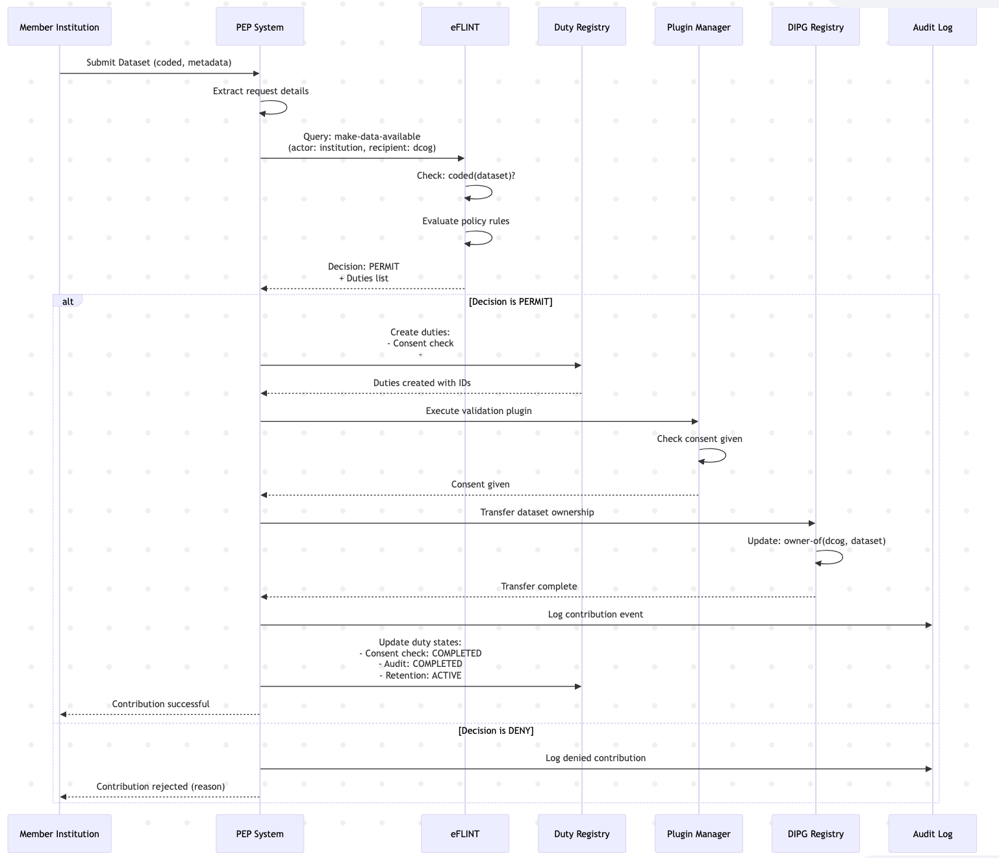 Member Institution
PEP System
eFLINT
Duty Registry
Plugin Manager
DIPG Registry
Audit Log
Submit Dataset (coded, metadata)
Extract request details
Query: make-data-available
(actor: institution, recipient: dcog)
Check: coded(dataset)?
Evaluate policy rules
Decision: PERMIT
+ Duties list
alt
[Decision is PERMIT]
Create duties:
- Consent check
-
Duties created with IDs
Execute validation plugin
Check consent given
Consent given
Transfer dataset ownership
Update: owner-of(dcog, dataset)
Transfer complete
Log contribution event
Update duty states:
- Consent check: COMPLETED
- Audit: COMPLETED
- Retention: ACTIVE
Contribution successful
[Decision is DENY]
Log denied contribution
Contribution rejected (reason)
Member Institution
PEP System
eFLINT
Duty Registry
Plugin Manager
DIPG Registry
Audit Log